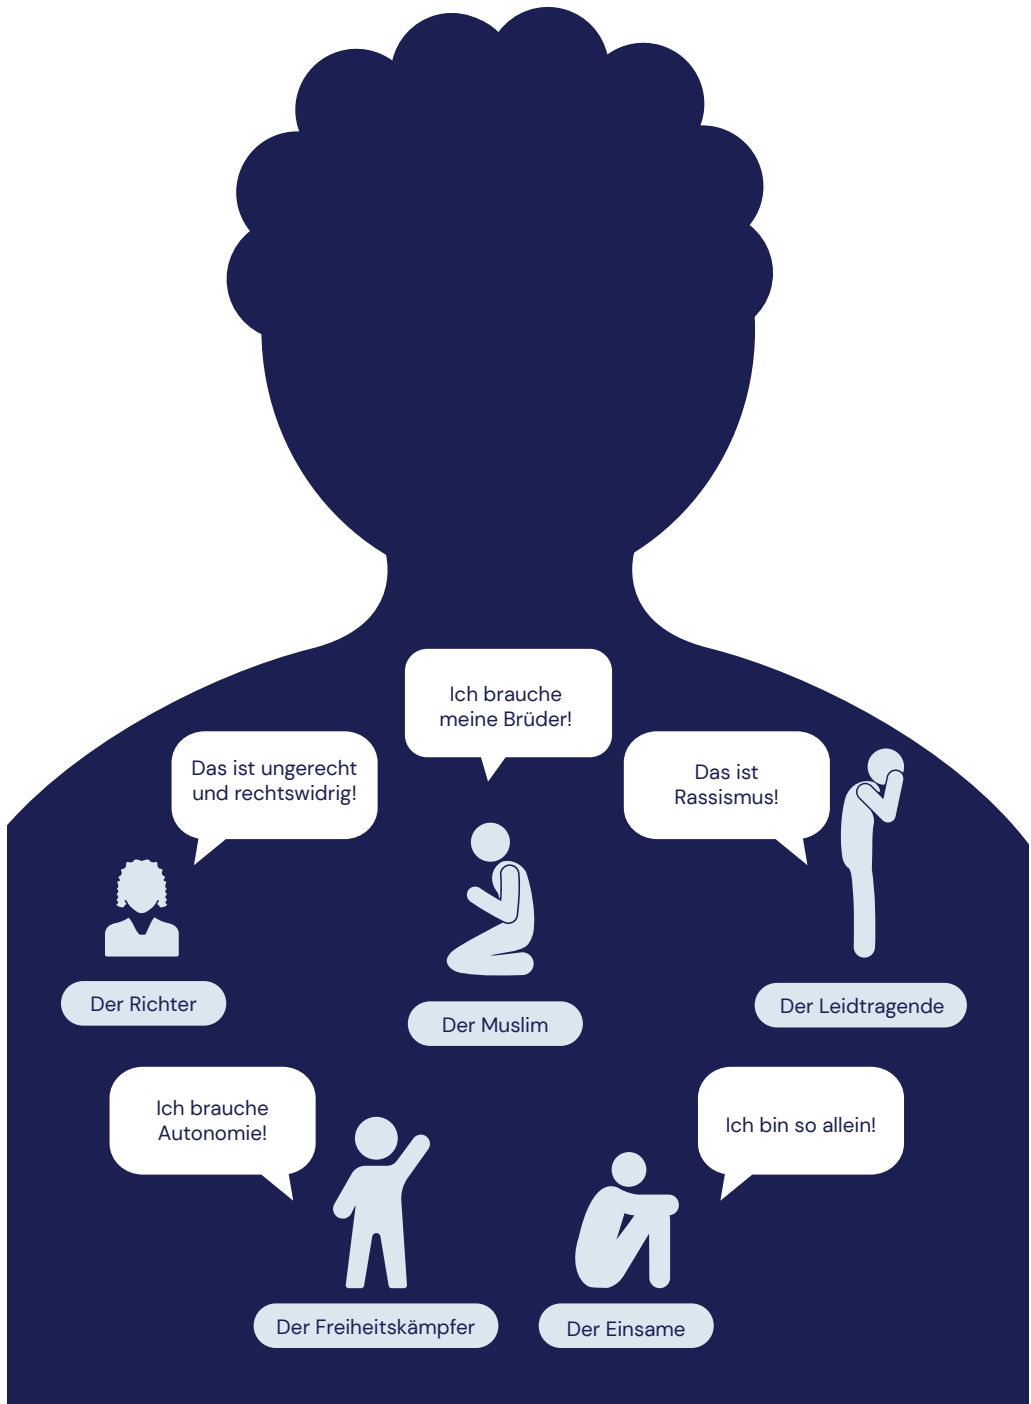 Ich brauche
meine Brüder!
Das ist ungerecht
und rechtswidrig!
Das ist
Rassismus!
Der Richter
Der Muslim
Der Leidtragende
Ich brauche
Autonomie!
Ich bin so allein!
Der Freiheitskämpfer
Der Einsame